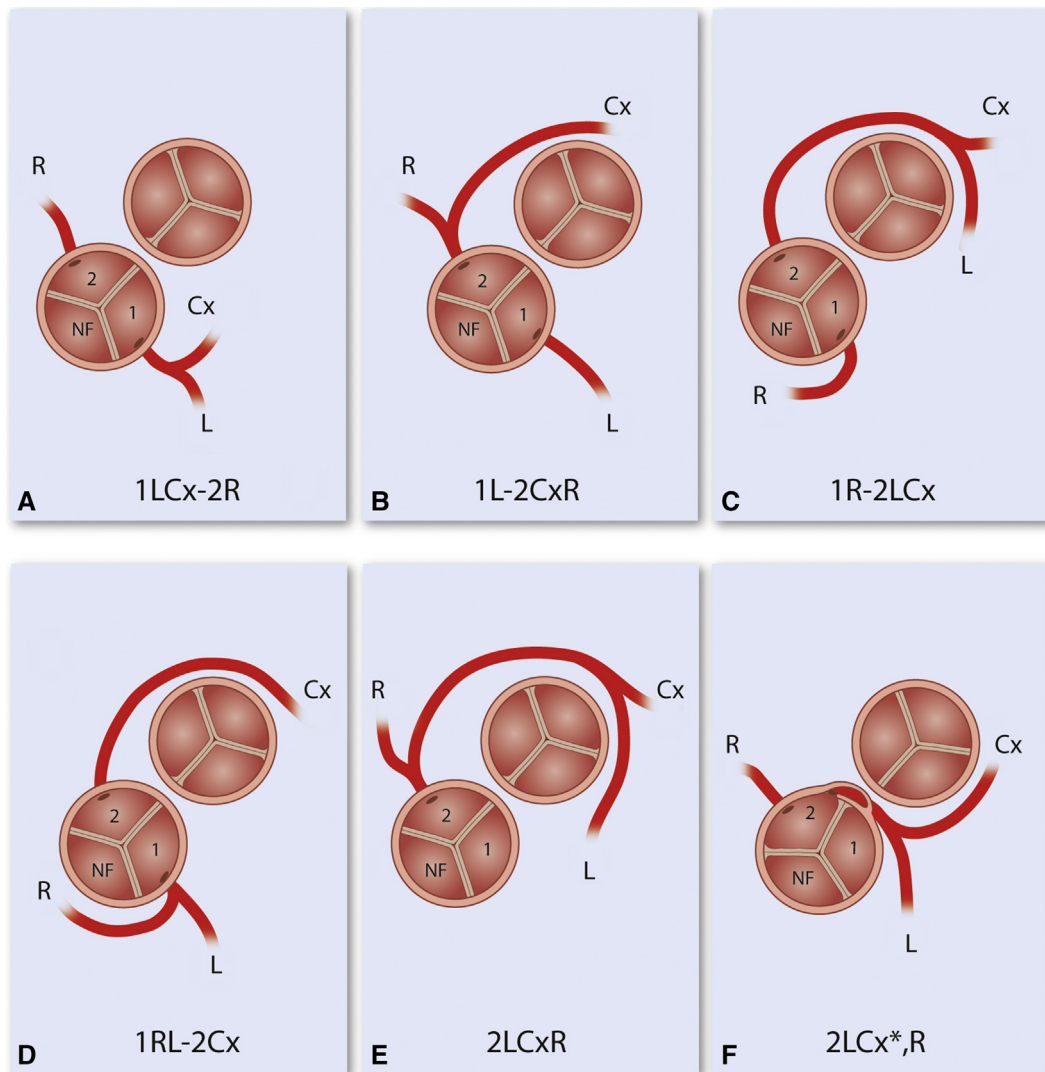 R
2
Cx
NF
1
L
A
1LCx-2R
Cx
R
2
NF
1
L
B
1L-2CxR
Cx
L
2
NF
1
R
C
1R-2LCx
Cx
2
NF
1
R
L
D
1RL-2Cx
R
Cx
2
NF
1
L
E
2LCxR
R
Cx
2
NF
1
L
F
2LCx*,R